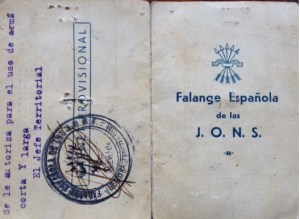 Se le autoriza para el uso de arma
corta Y larga
El Jefe Territorial
PROVISIONAL
Falange Española
de las
J. O. N. S.